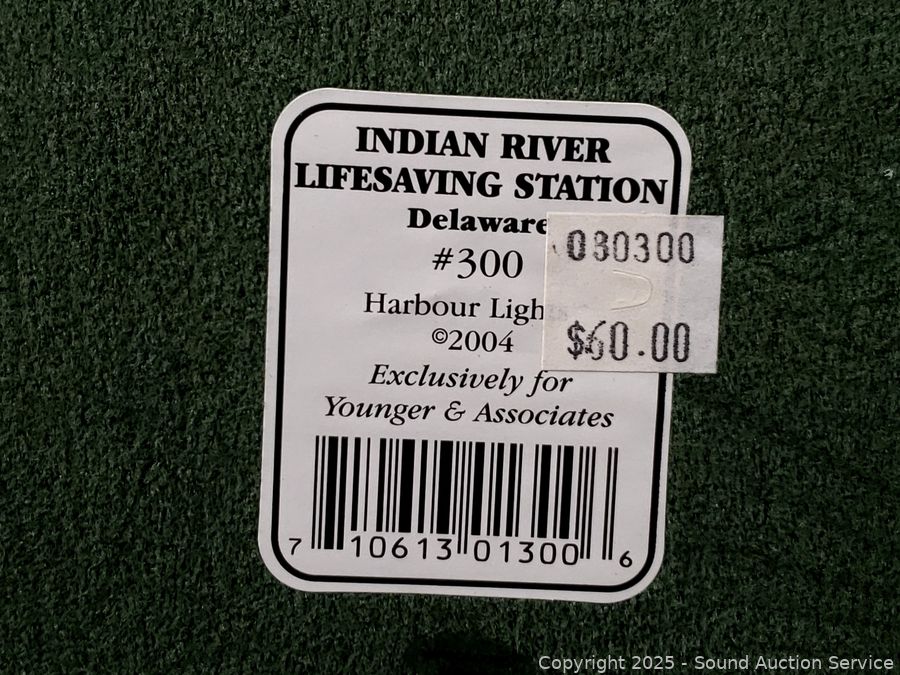 INDIAN RIVER
LIFESAVING STATION
Delaware
#300
Harbour Ligh
©2004
Exclusively for
Younger & Associates
7 10613 01300 6
080300
$60.00
Copyright 2025 - Sound Auction Service